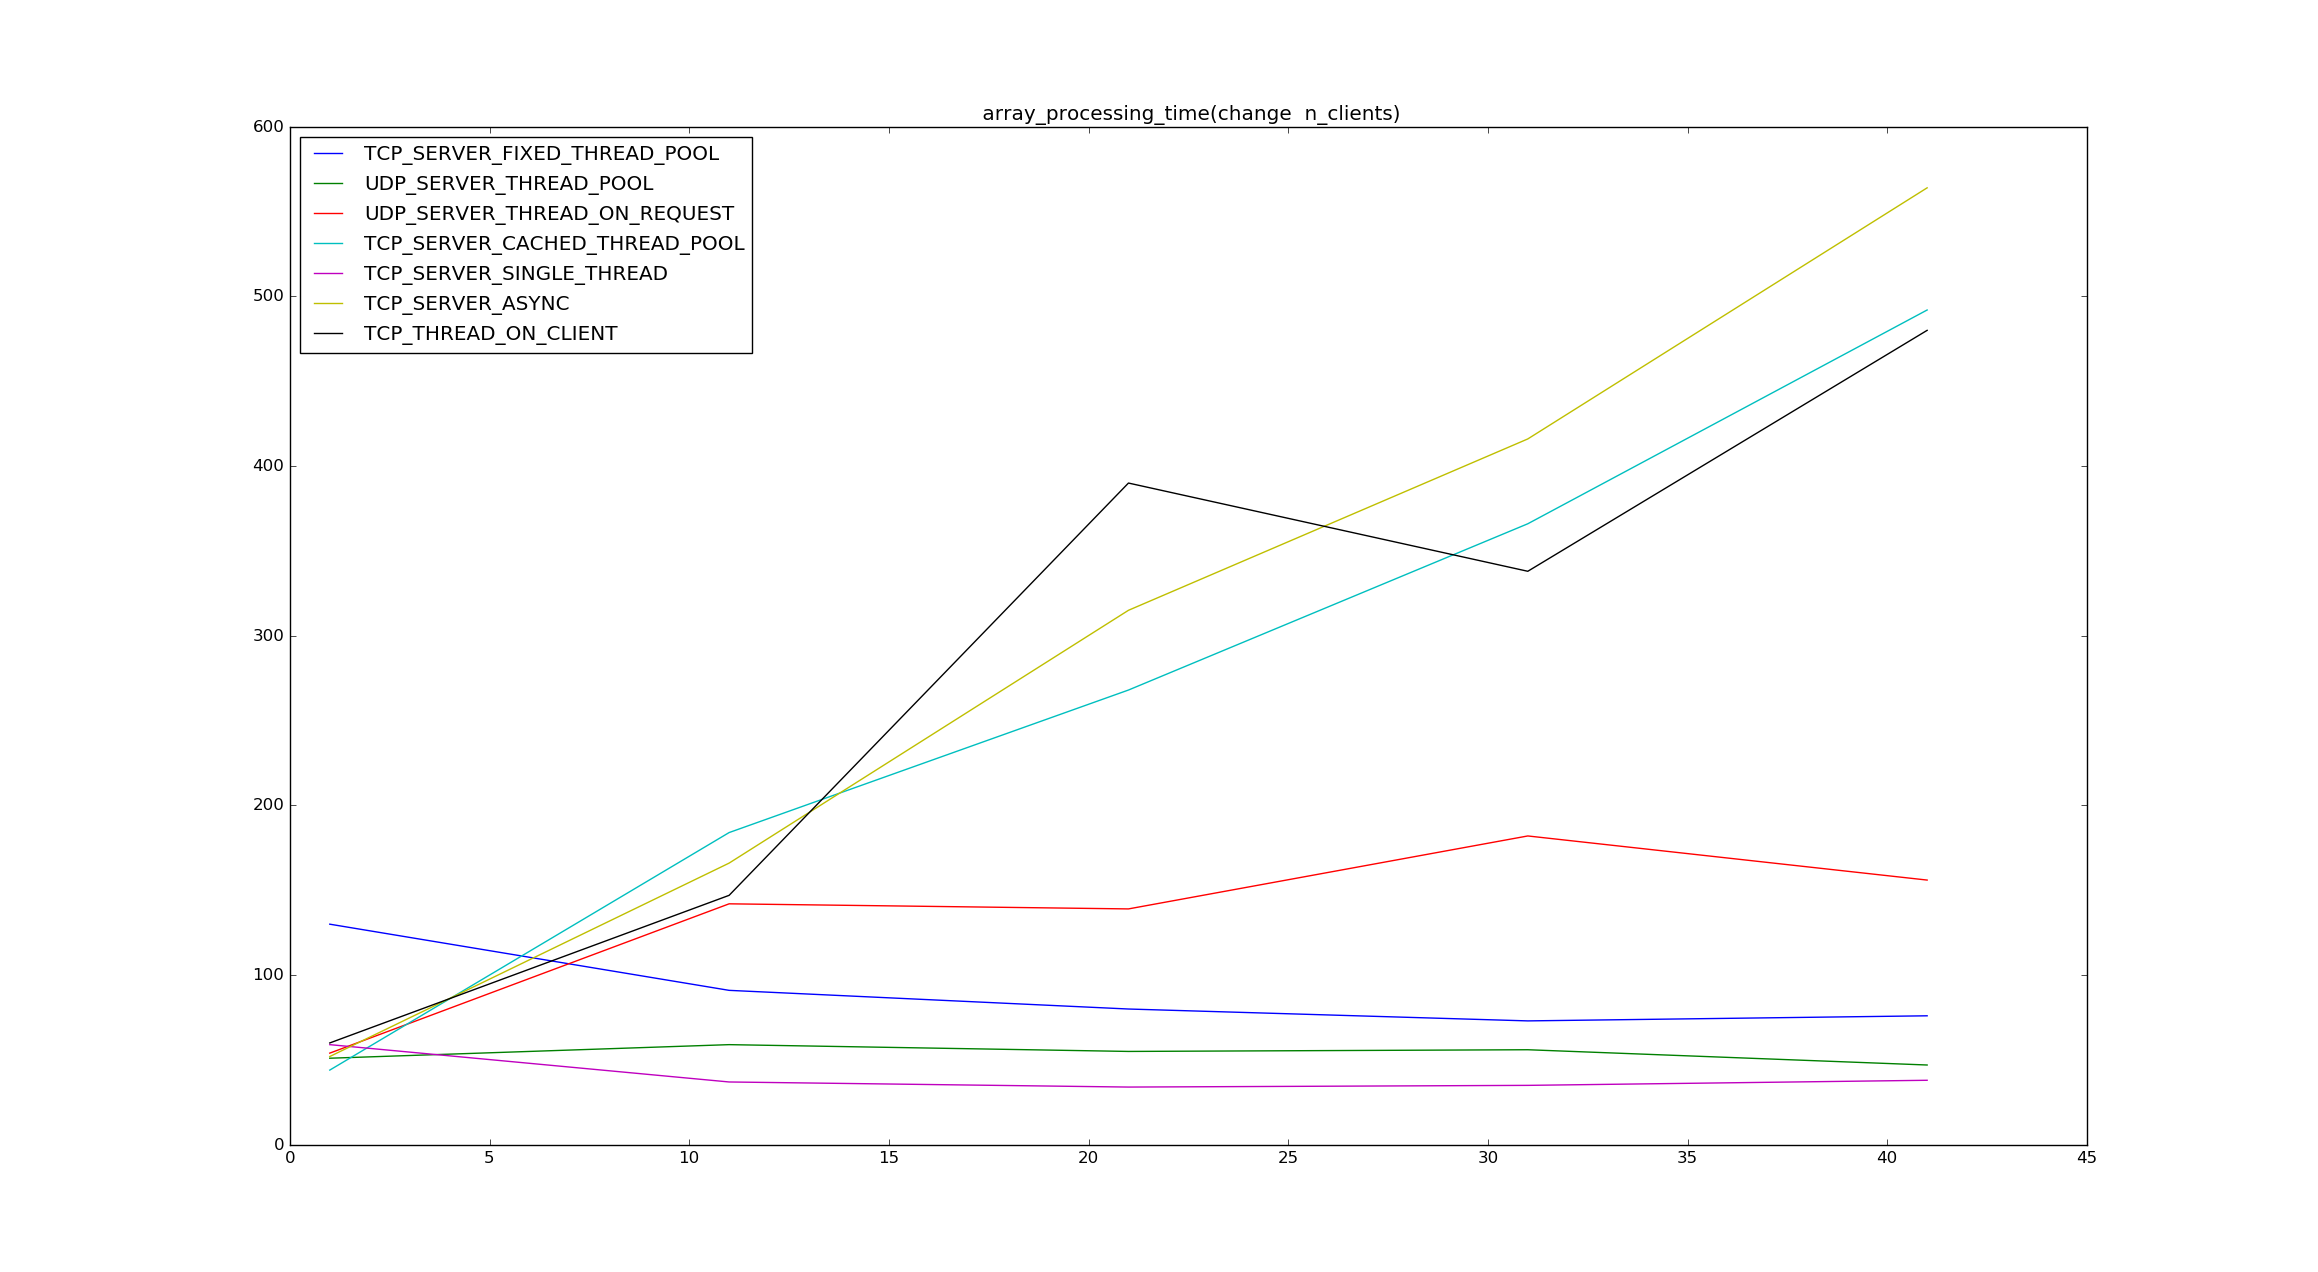 array_processing_time(change  n_clients)
600
500
400
300
200
100
0
TCP_SERVER_FIXED_THREAD_POOL
UDP_SERVER_THREAD_POOL
UDP_SERVER_THREAD_ON_REQUEST
TCP_SERVER_CACHED_THREAD_POOL
TCP_SERVER_SINGLE_THREAD
TCP_SERVER_ASYNC
TCP_THREAD_ON_CLIENT
0 5 10 15 20 25 30 35 40 45